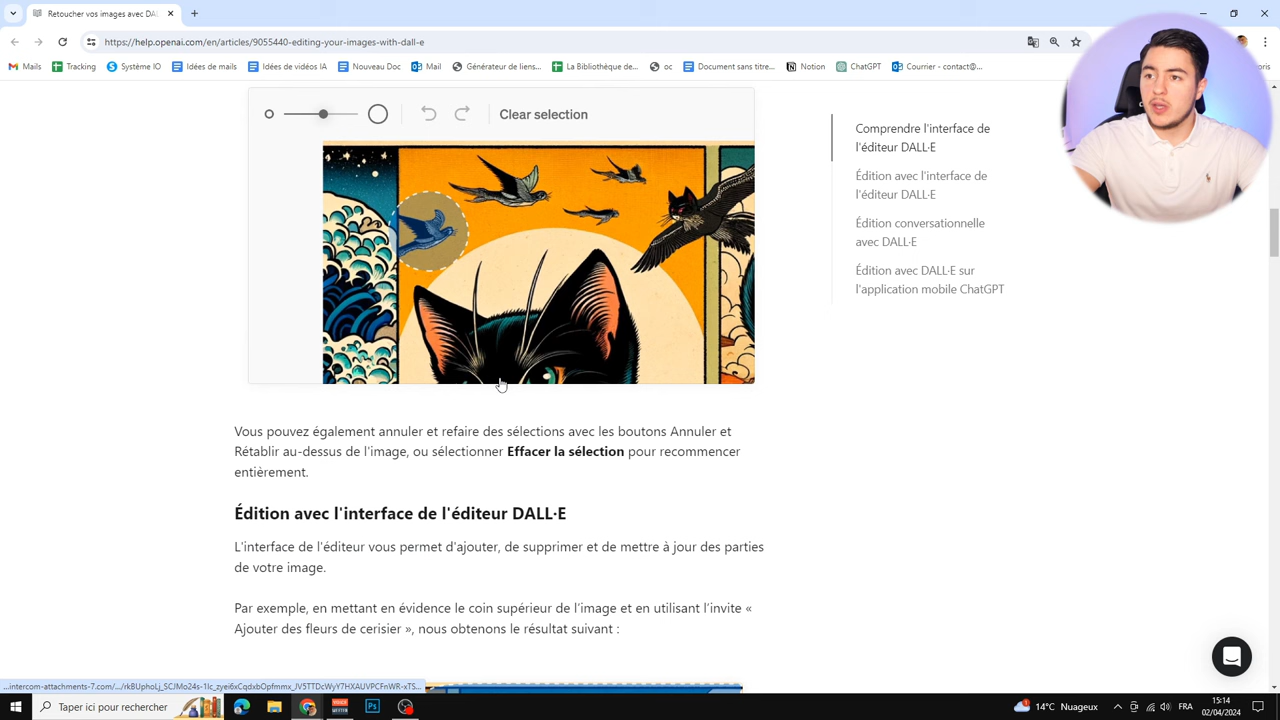 Retoucher vos images avec DAL
https://help.openai.com/en/articles/9055440-editing-your-images-with-dall-e
Mails
Tracking
Système IO
Idées de mails
Idées de vidéos IA
Nouveau Doc
Mail
Générateur de liens...
La Bibliothèque de...
oc
Document sans titre...
Notion
ChatGPT
Courrier - contact@...
Clear selection
Comprendre l'interface de
l'éditeur DALL·E
Édition avec l'interface de
l'éditeur DALL·E
Édition conversationnelle
avec DALL·E
Édition avec DALL·E sur
l'application mobile ChatGPT
Vous pouvez également annuler et refaire des sélections avec les boutons Annuler et
Rétablir au-dessus de l'image, ou sélectionner Effacer la sélection pour recommencer
entièrement.
Édition avec l'interface de l'éditeur DALL·E
L'interface de l'éditeur vous permet d'ajouter, de supprimer et de mettre à jour des parties
de votre image.
Par exemple, en mettant en évidence le coin supérieur de l'image et en utilisant l'invite «
Ajouter des fleurs de cerisier », nous obtenons le résultat suivant :
Taper ici pour rechercher
14°C Nuageux
FRA
15:14
02/04/2024